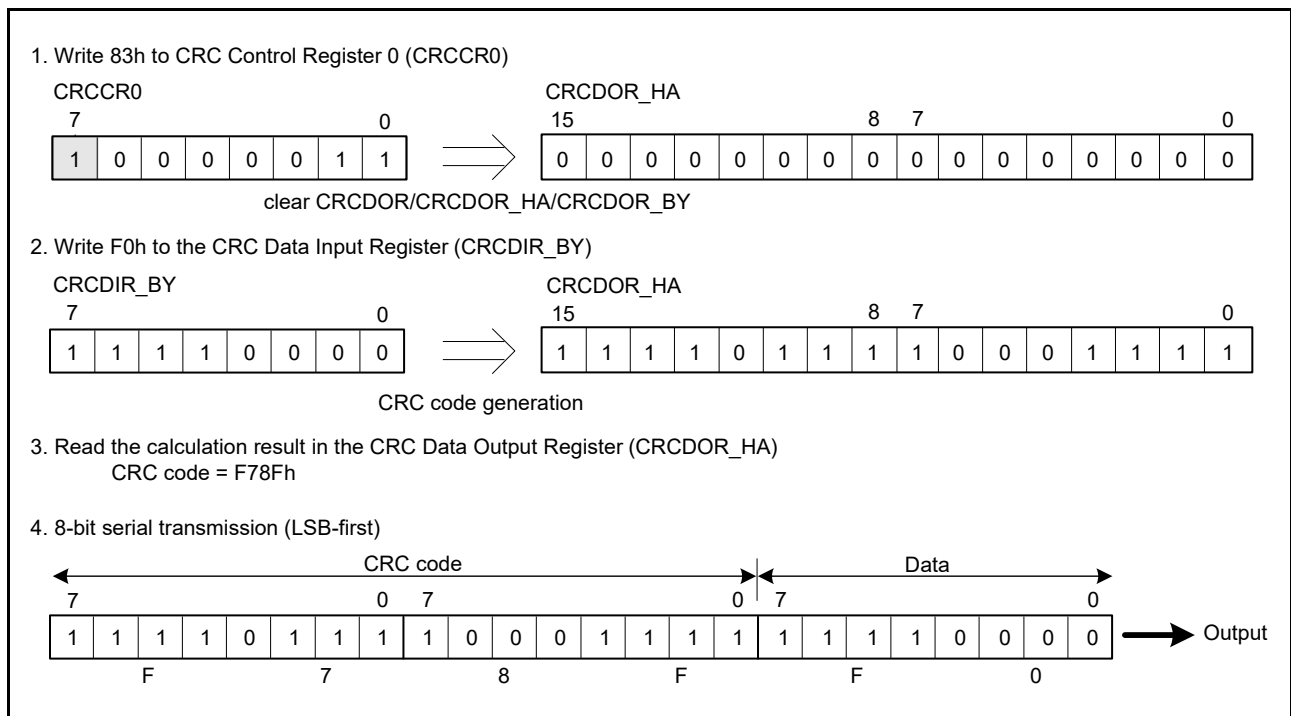 1. Write 83h to CRC Control Register 0 (CRCCR0)
CRCCR0 CRCDOR_HA
7 0 15 8 7 0
1 0 0 0 0 0 1 1 0 0 0 0 0 0 0 0 0 0 0 0 0 0 0 0
clear CRCDOR/CRCDOR_HA/CRCDOR_BY
2. Write F0h to the CRC Data Input Register (CRCDIR_BY)
CRCDIR_BY CRCDOR_HA
7 0 15 8 7 0
1 1 1 1 0 0 0 0 1 1 1 1 0 1 1 1 1 0 0 0 1 1 1 1
CRC code generation
3. Read the calculation result in the CRC Data Output Register (CRCDOR_HA)
CRC code = F78Fh
4. 8-bit serial transmission (LSB-first)
CRC code Data
7 0 7 0 7 0
1 1 1 1 0 1 1 1 1 0 0 0 1 1 1 1 1 1 1 1 0 0 0 0 Output
F 7 8 F F 0